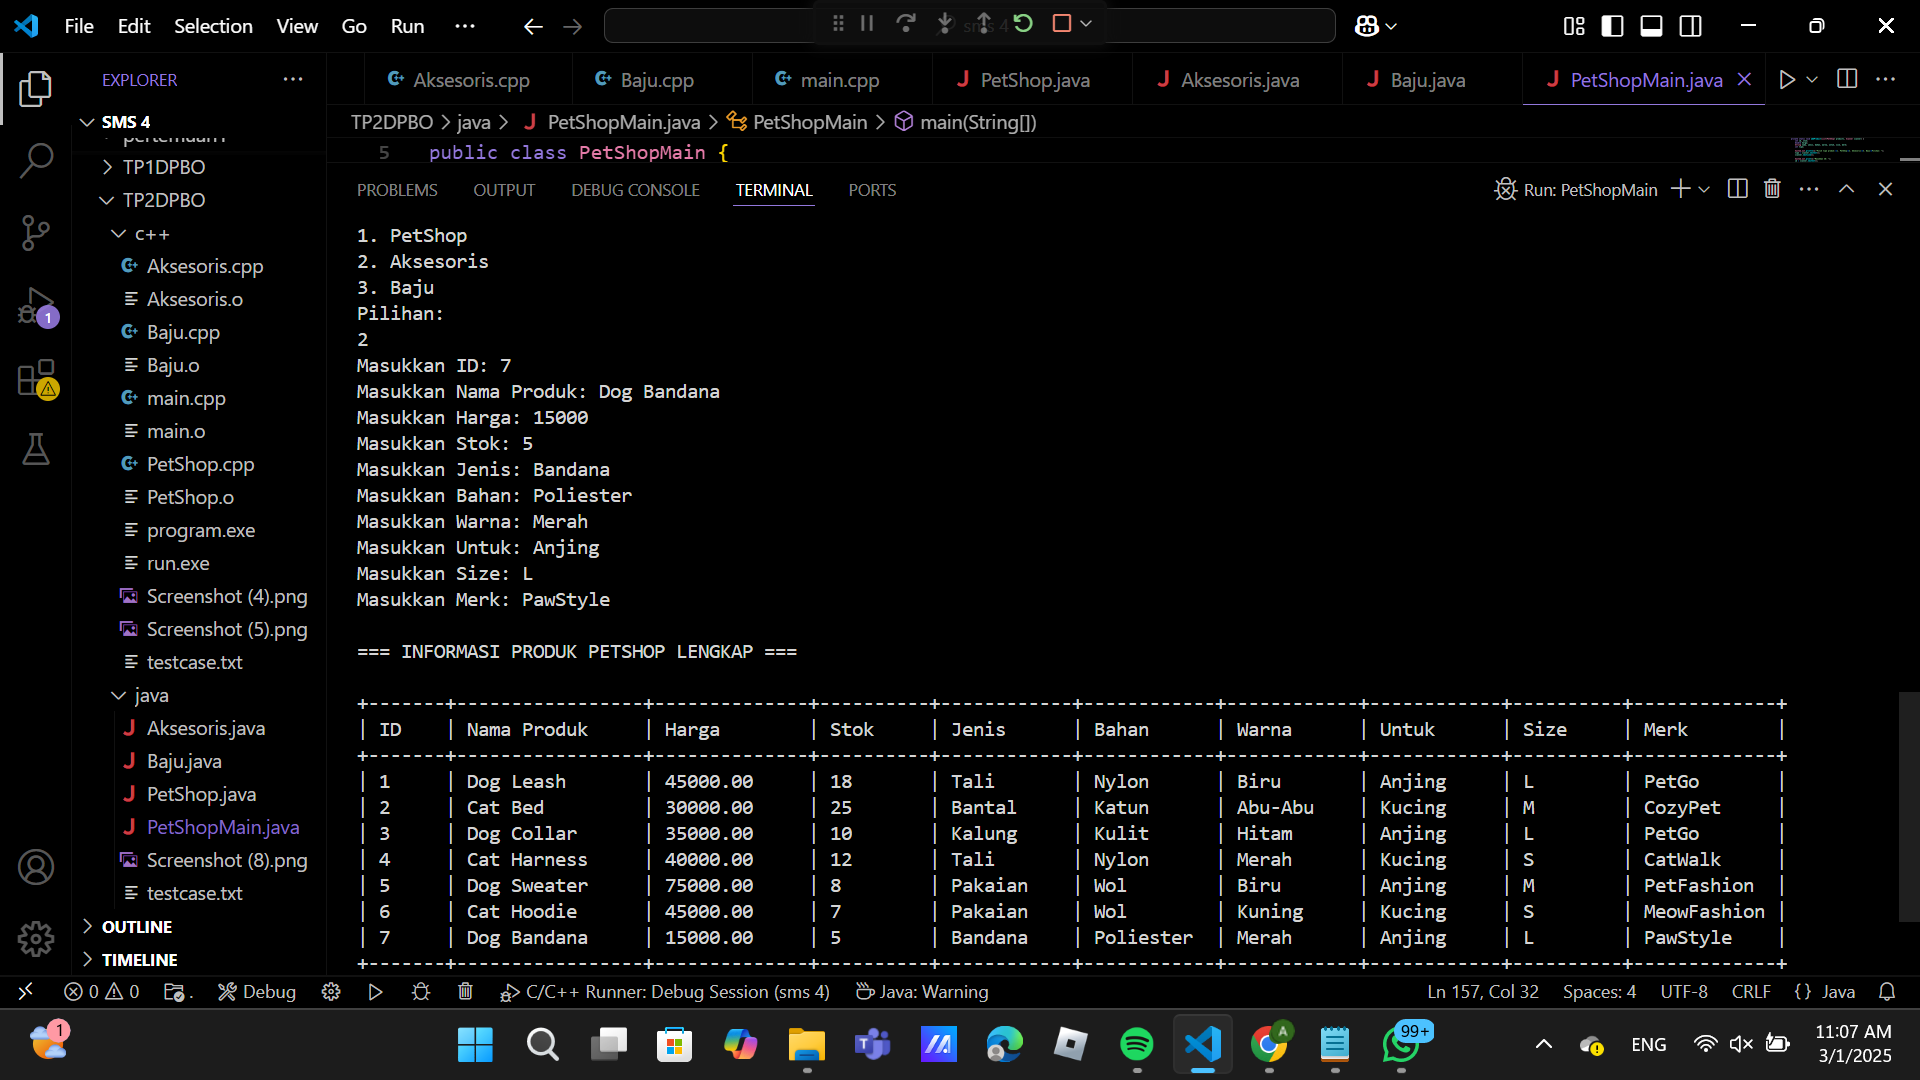 File Edit Selection View Go Run ···
sms 4
EXPLORER ···
SMS 4
TP1DPBO
TP2DPBO
c++
Aksesoris.cpp
Aksesoris.o
Baju.cpp
Baju.o
main.cpp
main.o
PetShop.cpp
PetShop.o
program.exe
run.exe
Screenshot (4).png
Screenshot (5).png
testcase.txt
java
Aksesoris.java
Baju.java
PetShop.java
PetShopMain.java
Screenshot (8).png
testcase.txt
OUTLINE
TIMELINE
1
Aksesoris.cpp Baju.cpp main.cpp PetShop.java Aksesoris.java Baju.java PetShopMain.java
TP2DPBO > java > PetShopMain.java > PetShopMain > main(String[])
5 public class PetShopMain {
PROBLEMS OUTPUT DEBUG CONSOLE TERMINAL PORTS Run: PetShopMain
1. PetShop
2. Aksesoris
3. Baju
Pilihan:
2
Masukkan ID: 7
Masukkan Nama Produk: Dog Bandana
Masukkan Harga: 15000
Masukkan Stok: 5
Masukkan Jenis: Bandana
Masukkan Bahan: Poliester
Masukkan Warna: Merah
Masukkan Untuk: Anjing
Masukkan Size: L
Masukkan Merk: PawStyle
=== INFORMASI PRODUK PETSHOP LENGKAP ===
+-------+-----------------+--------------+----------+------------+------------+------------+------------+----------+-------------+
| ID | Nama Produk | Harga | Stok | Jenis | Bahan | Warna | Untuk | Size | Merk |
+-------+-----------------+--------------+----------+------------+------------+------------+------------+----------+-------------+
| 1 | Dog Leash | 45000.00 | 18 | Tali | Nylon | Biru | Anjing | L | PetGo |
| 2 | Cat Bed | 30000.00 | 25 | Bantal | Katun | Abu-Abu | Kucing | M | CozyPet |
| 3 | Dog Collar | 35000.00 | 10 | Kalung | Kulit | Hitam | Anjing | L | PetGo |
| 4 | Cat Harness | 40000.00 | 12 | Tali | Nylon | Merah | Kucing | S | CatWalk |
| 5 | Dog Sweater | 75000.00 | 8 | Pakaian | Wol | Biru | Anjing | M | PetFashion |
| 6 | Cat Hoodie | 45000.00 | 7 | Pakaian | Wol | Kuning | Kucing | S | MeowFashion |
| 7 | Dog Bandana | 15000.00 | 5 | Bandana | Poliester | Merah | Anjing | L | PawStyle |
+-------+-----------------+--------------+----------+------------+------------+------------+------------+----------+-------------+
0 0 . Debug C/C++ Runner: Debug Session (sms 4) Java: Warning Ln 157, Col 32 Spaces: 4 UTF-8 CRLF {} Java
1 99+ ENG 11:07 AM
3/1/2025